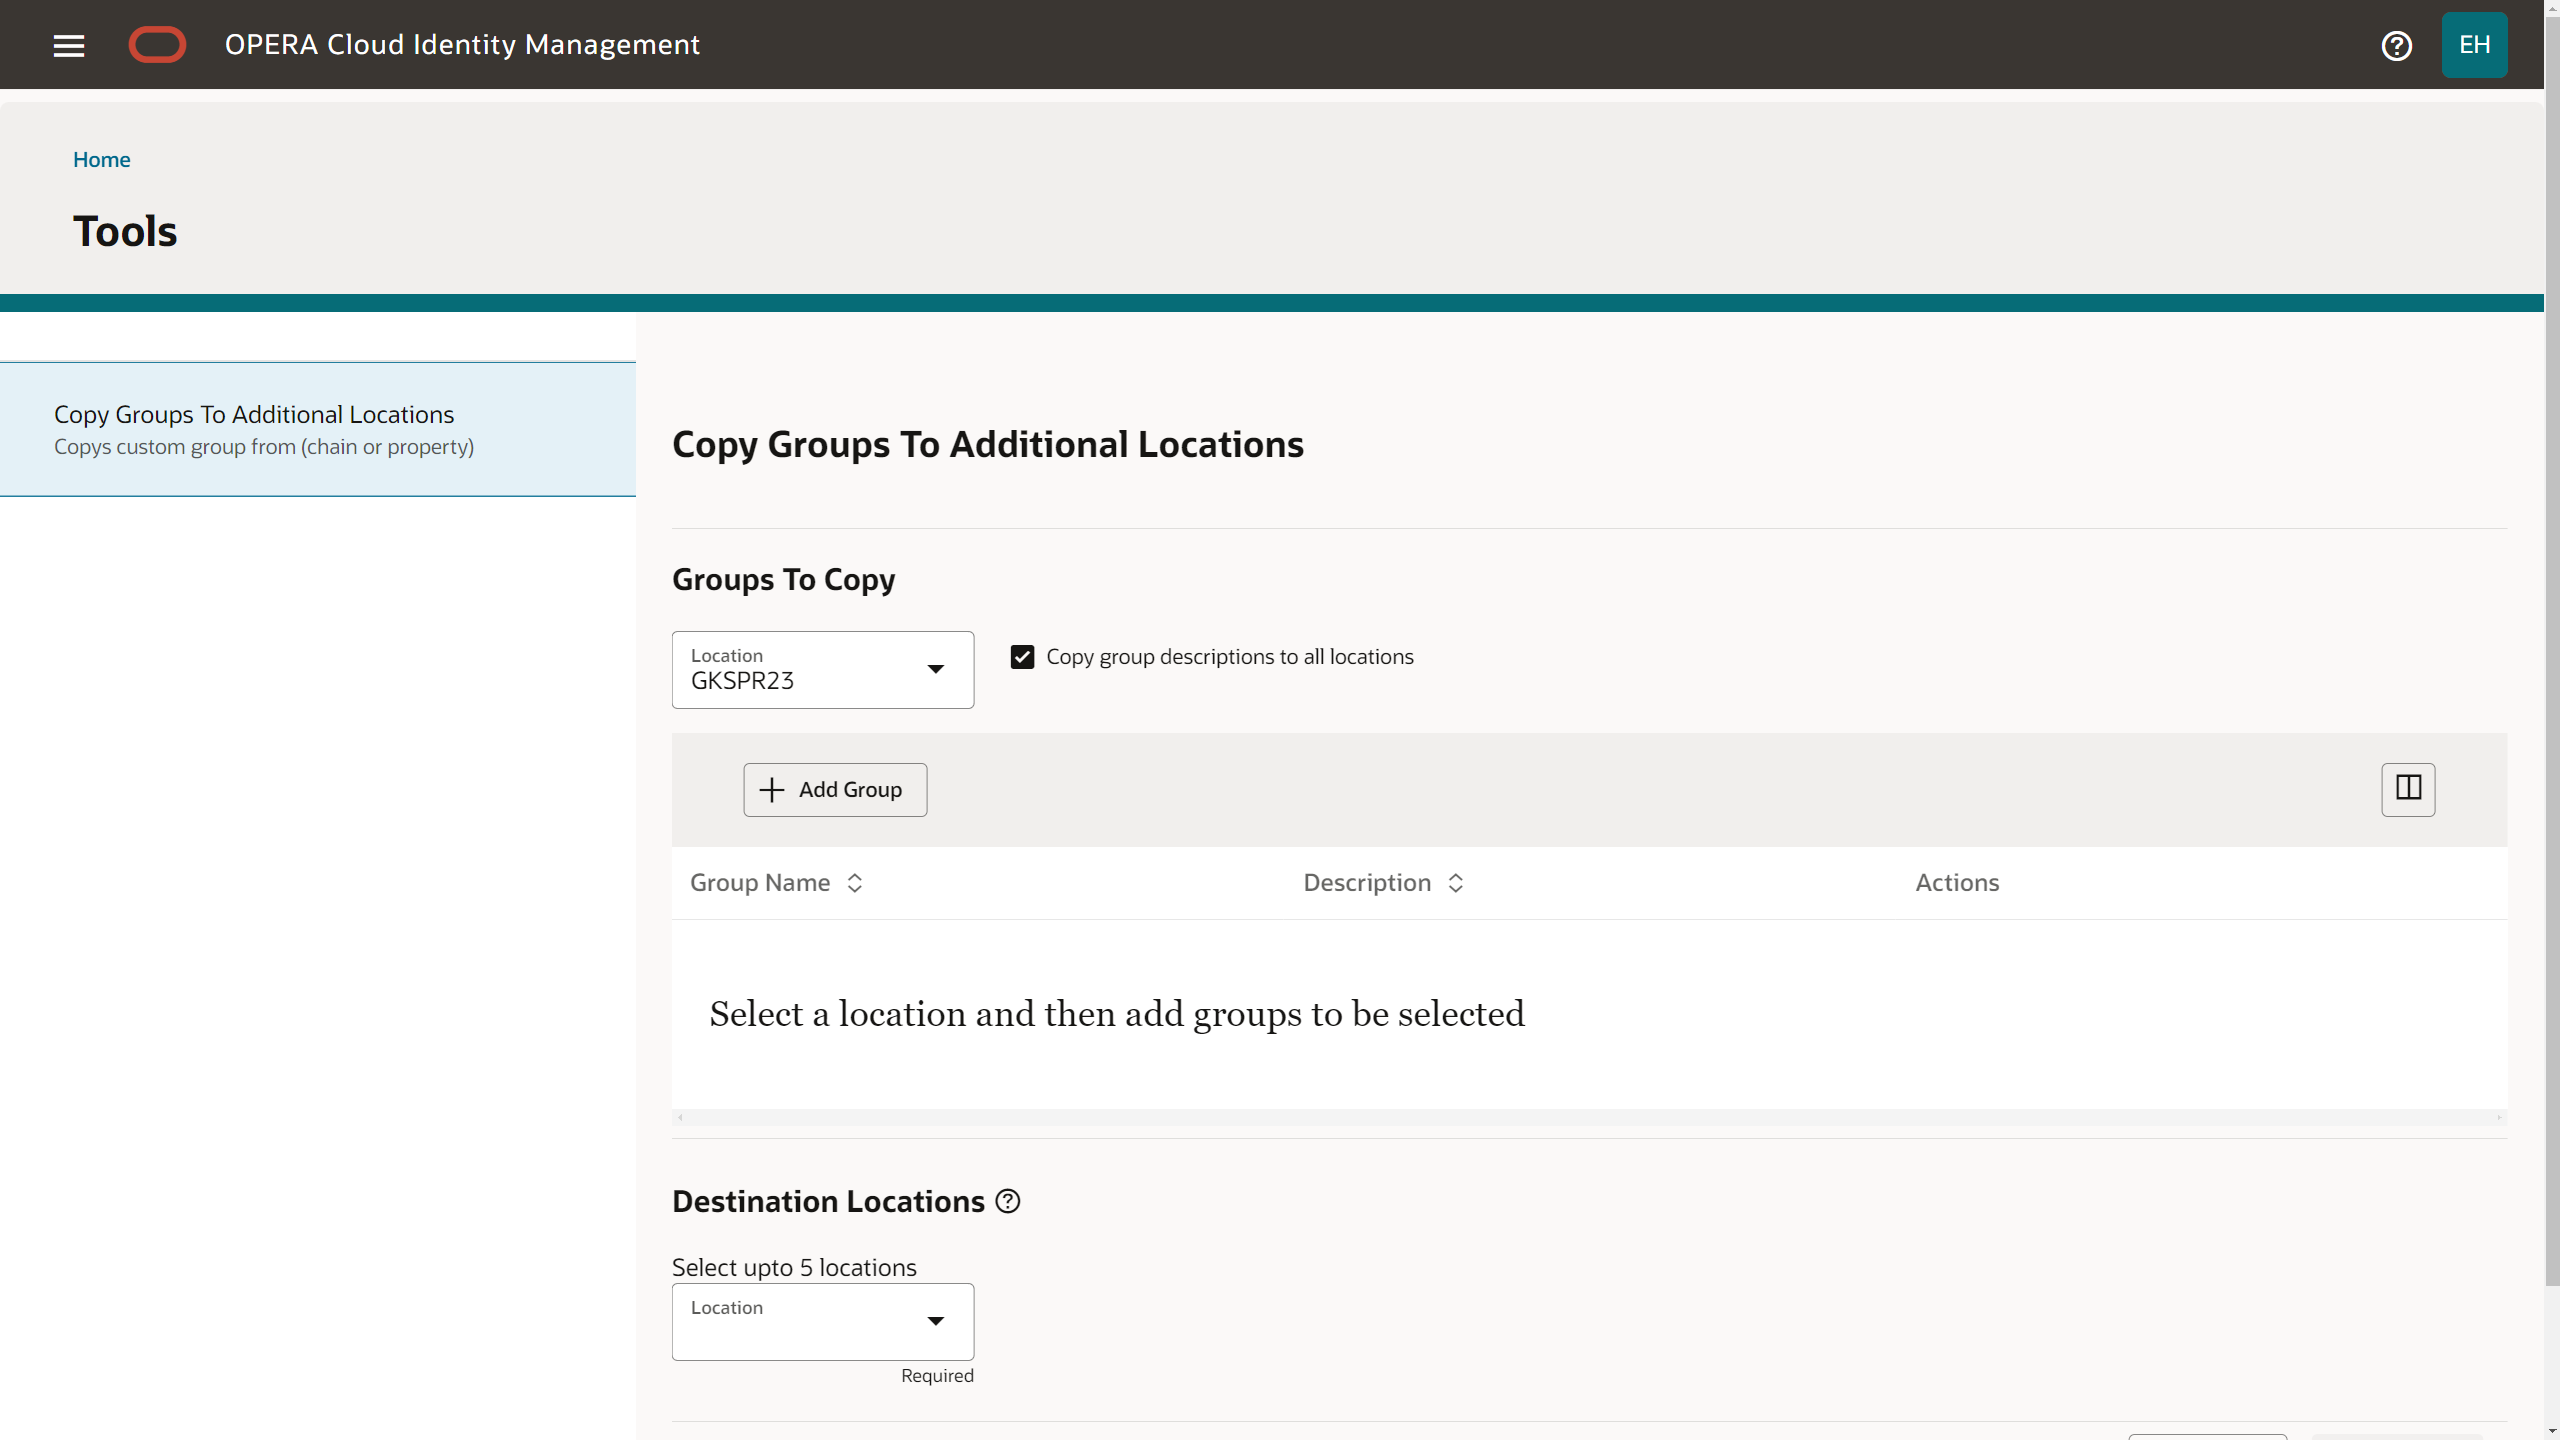 OPERA Cloud Identity Management
EH
Home
Tools
Copy Groups To Additional Locations
Copys custom group from (chain or property)
Copy Groups To Additional Locations
Groups To Copy
Location
GKSPR23
Copy group descriptions to all locations
Add Group
Group Name
Description
Actions
Select a location and then add groups to be selected
Destination Locations
Select upto 5 locations
Location
Required